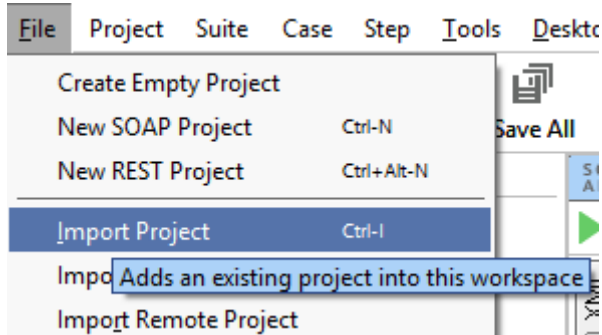 File Project Suite Case Step Tools
Create Empty Project
New SOAP Project Ctrl-N
Save All
New REST Project Ctrl+Alt-N
Import Project Ctrl-I
Adds an existing project into this workspace
Import Remote Project